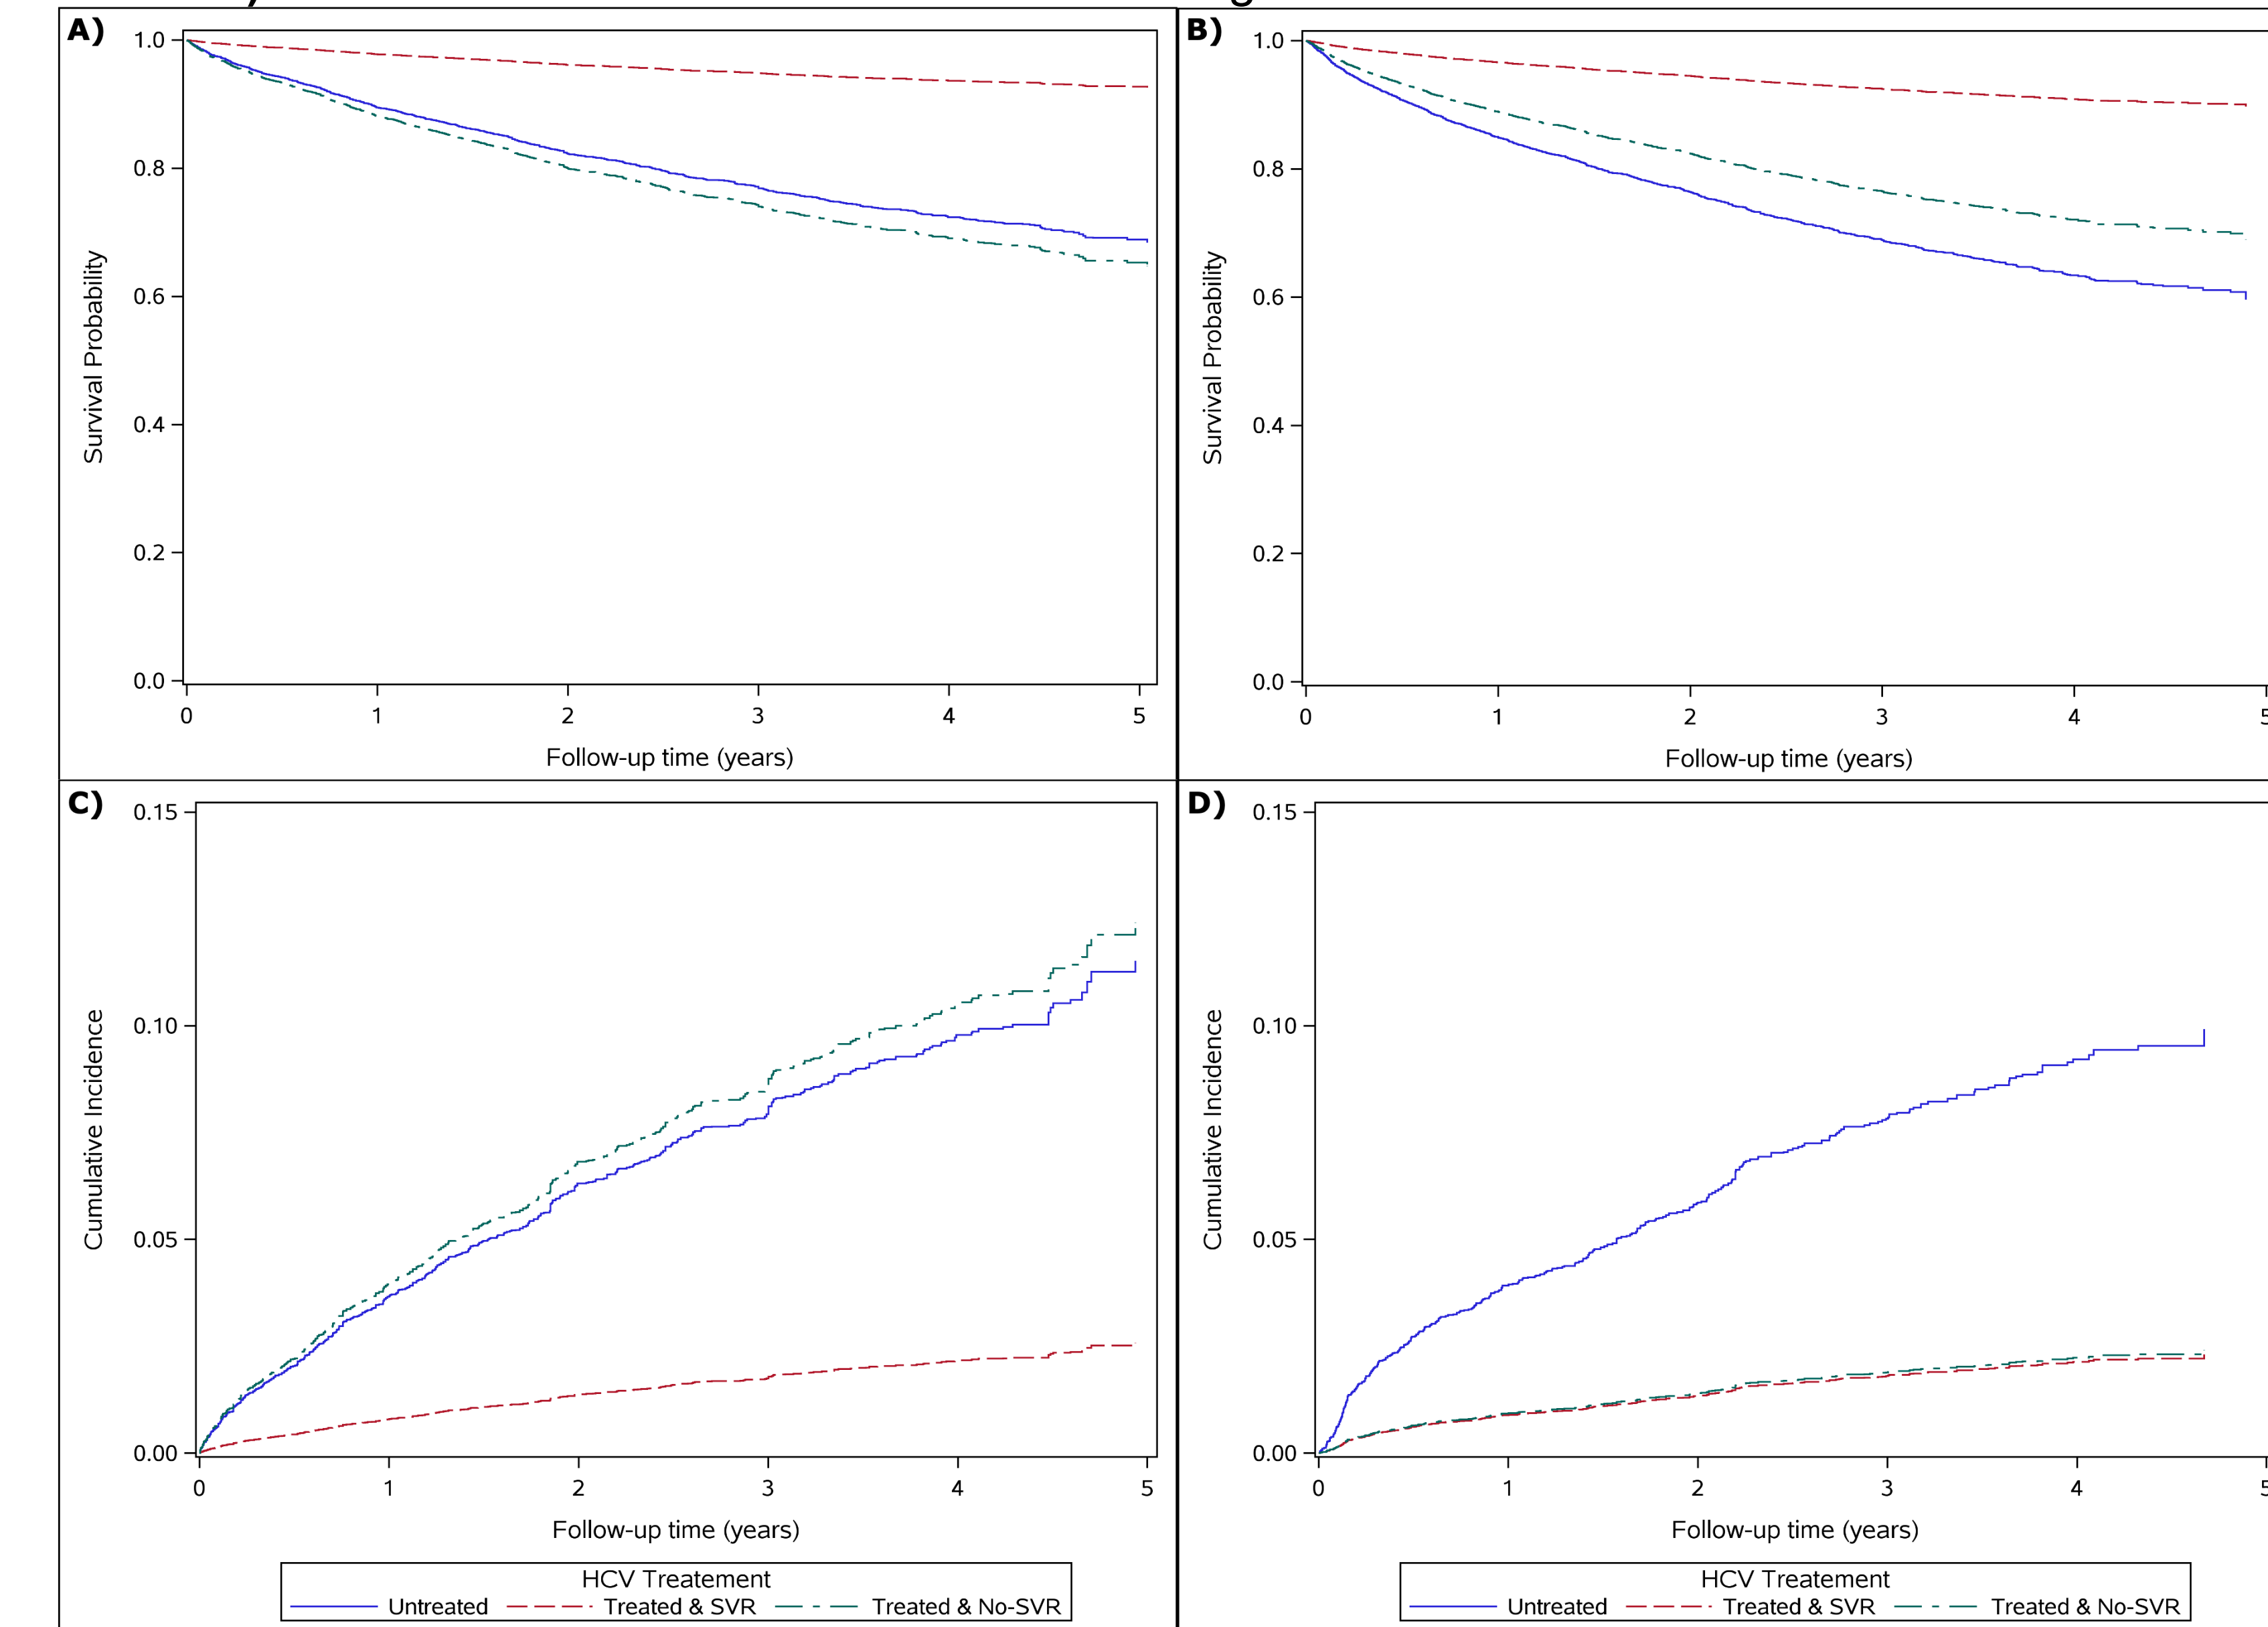 A)
1.0
0.8
0.6
0.4
0.2
0.0
Survival Probability
0 1 2 3 4 5
Follow-up time (years)
B)
1.0
0.8
0.6
0.4
0.2
0.0
Survival Probability
0 1 2 3 4 5
Follow-up time (years)
C)
0.15
0.10
0.05
0.00
Cumulative Incidence
0 1 2 3 4 5
Follow-up time (years)
HCV Treatement
Untreated Treated & SVR Treated & No-SVR
D)
0.15
0.10
0.05
0.00
Cumulative Incidence
0 1 2 3 4 5
Follow-up time (years)
HCV Treatement
Untreated Treated & SVR Treated & No-SVR